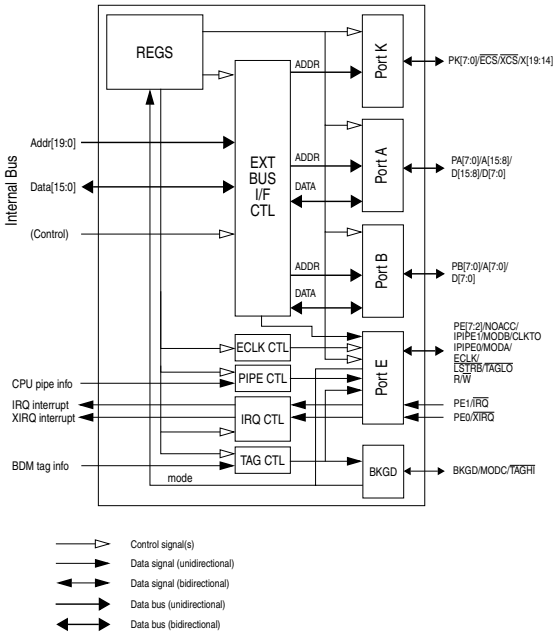 REGS
Port K
PK[7:0]/ECS/XCS/X[19:14]
ADDR
Internal Bus
Addr[19:0]
Data[15:0]
(Control)
EXT
BUS
I/F
CTL
ADDR
DATA
Port A
PA[7:0]/A[15:8]/
D[15:8]/D[7:0]
ADDR
DATA
Port B
PB[7:0]/A[7:0]/
D[7:0]
PE[7:2]/NOACC/
IPIPE1/MODB/CLKTO
IPIPE0/MODA/
ECLK/
LSTRB/TAGLO
R/W
Port E
ECLK CTL
CPU pipe info
PIPE CTL
IRQ interrupt
XIRQ interrupt
IRQ CTL
PE1/IRQ
PE0/XIRQ
BDM tag info
TAG CTL
mode
BKGD
BKGD/MODC/TAGHI
Control signal(s)
Data signal (unidirectional)
Data signal (bidirectional)
Data bus (unidirectional)
Data bus (bidirectional)